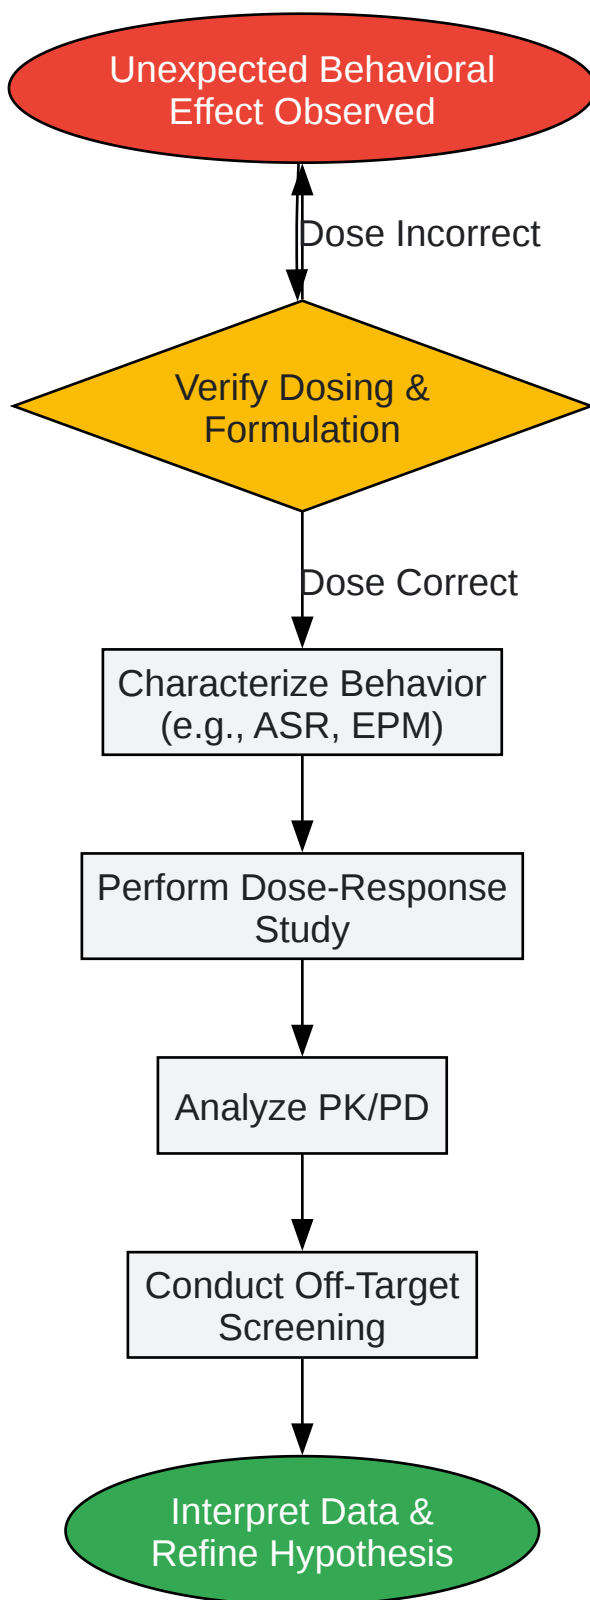 Unexpected Behavioral
Effect Observed
Dose Incorrect
Verify Dosing &
Formulation
Dose Correct
Characterize Behavior
(e.g., ASR, EPM)
Perform Dose-Response
Study
Analyze PK/PD
Conduct Off-Target
Screening
Interpret Data &
Refine Hypothesis